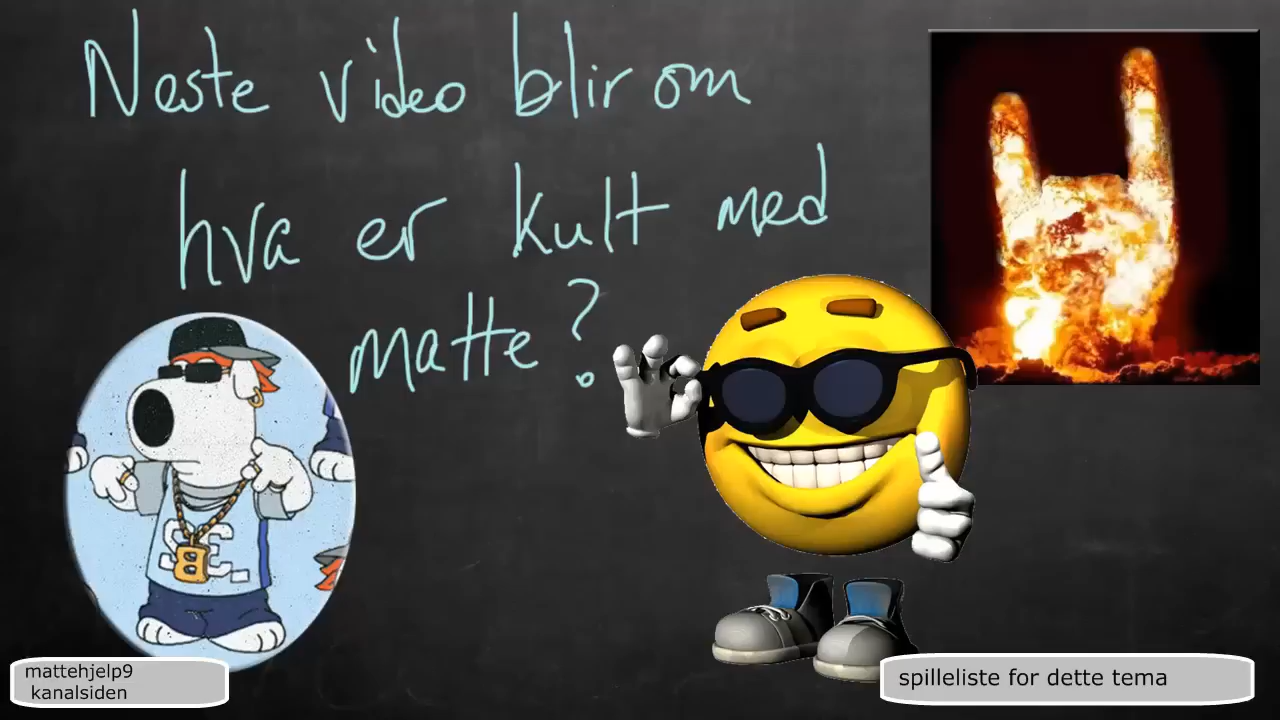 Neste video blir om
hva er kult med
matte?
B.
mattehjelp9
kanalsiden
spilleliste for dette tema